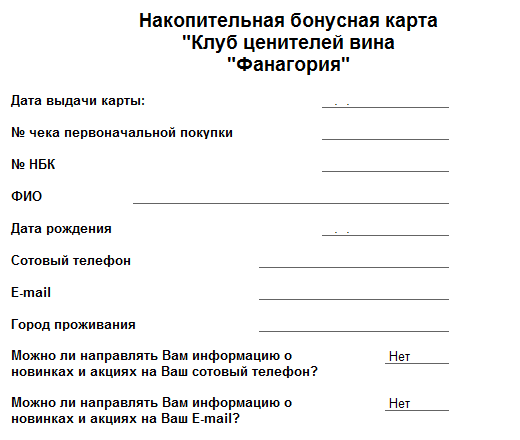 Накопительная бонусная карта
"Клуб ценителей вина
"Фанагория"
Дата выдачи карты: . .
№ чека первоначальной покупки
№ НБК
ФИО
Дата рождения . .
Сотовый телефон
E-mail
Город проживания
Можно ли направлять Вам информацию о Нет
новинках и акциях на Ваш сотовый телефон?
Можно ли направлять Вам информацию о Нет
новинках и акциях на Ваш E-mail?